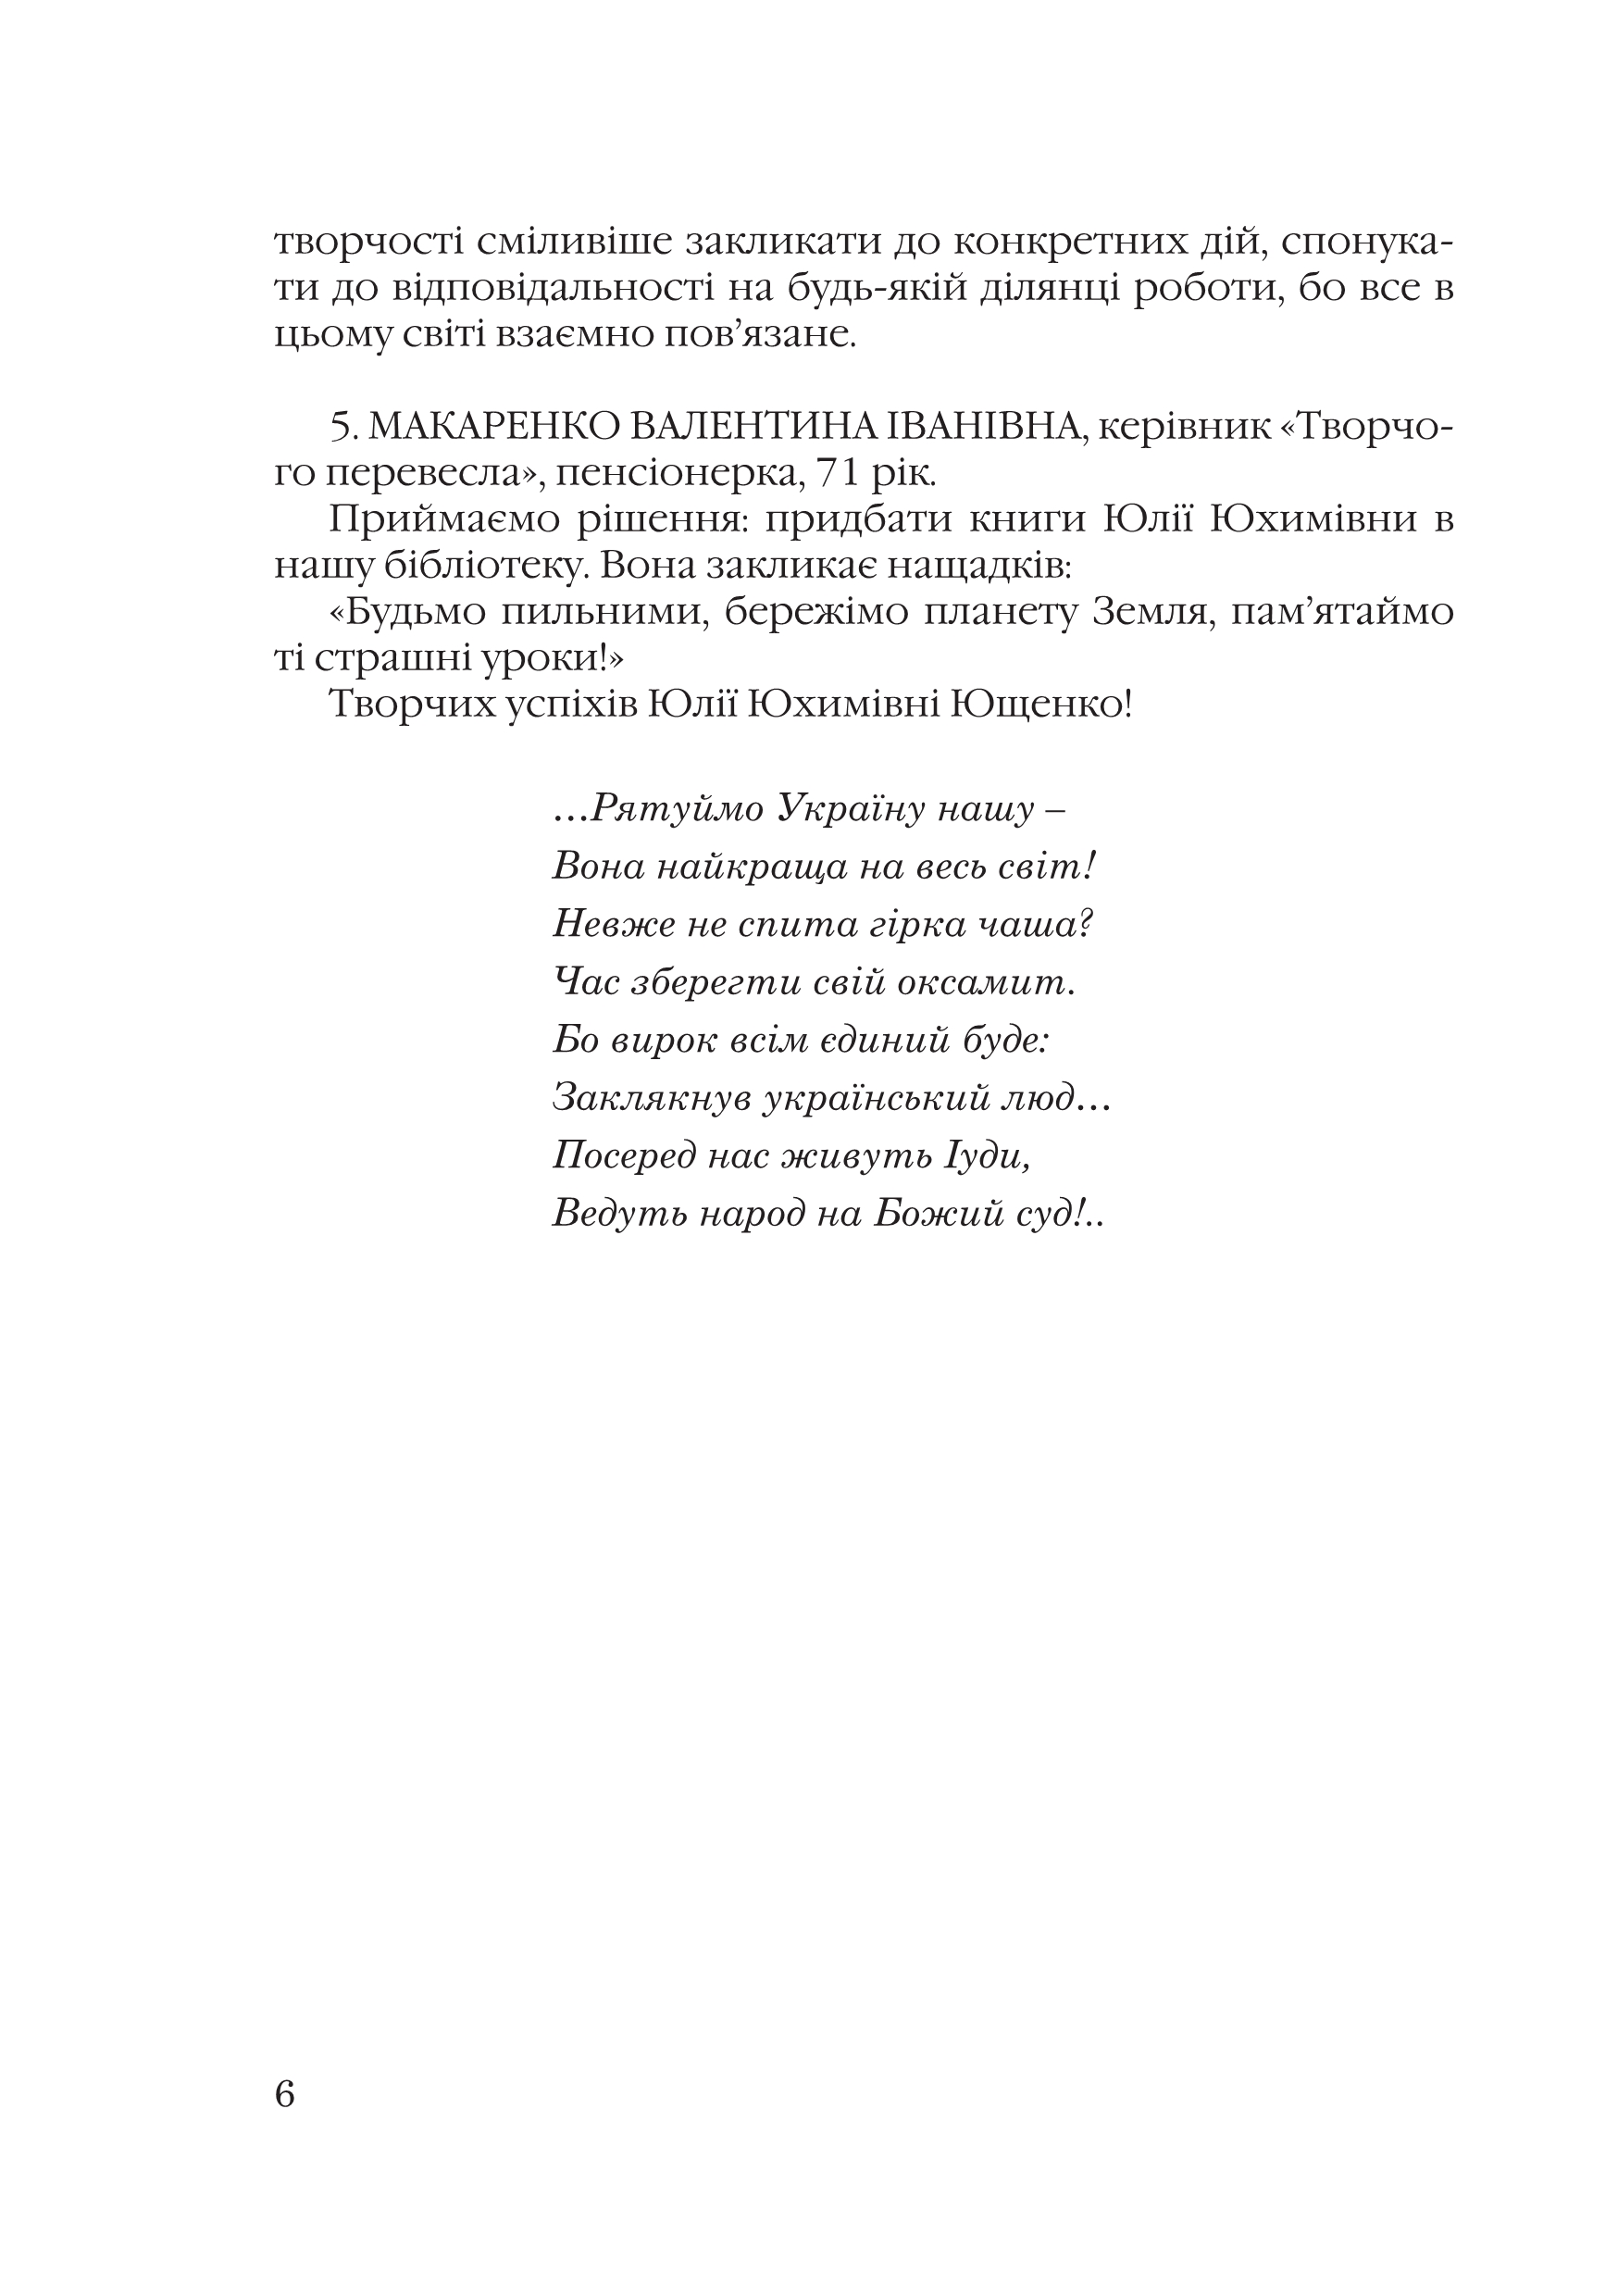 творчості сміливіше закликати до конкретних дій, спонука-
ти до відповідальності на будь-якій ділянці роботи, бо все в
цьому світі взаємно пов’язане.
5. МАКАРЕНКО ВАЛЕНТИНА ІВАНІВНА, керівник «Творчо-
го перевесла», пенсіонерка, 71 рік.
Приймаємо рішення: придбати книги Юлії Юхимівни в
нашу бібліотеку. Вона закликає нащадків:
«Будьмо пильними, бережімо планету Земля, пам’ятаймо
ті страшні уроки!»
Творчих успіхів Юлії Юхимівні Ющенко!
…Рятуймо Україну нашу –
Вона найкраща на весь світ!
Невже не спита гірка чаша?
Час зберегти свій оксамит.
Бо вирок всім єдиний буде:
Заклякнув український люд…
Посеред нас живуть Іуди,
Ведуть народ на Божий суд!..
6